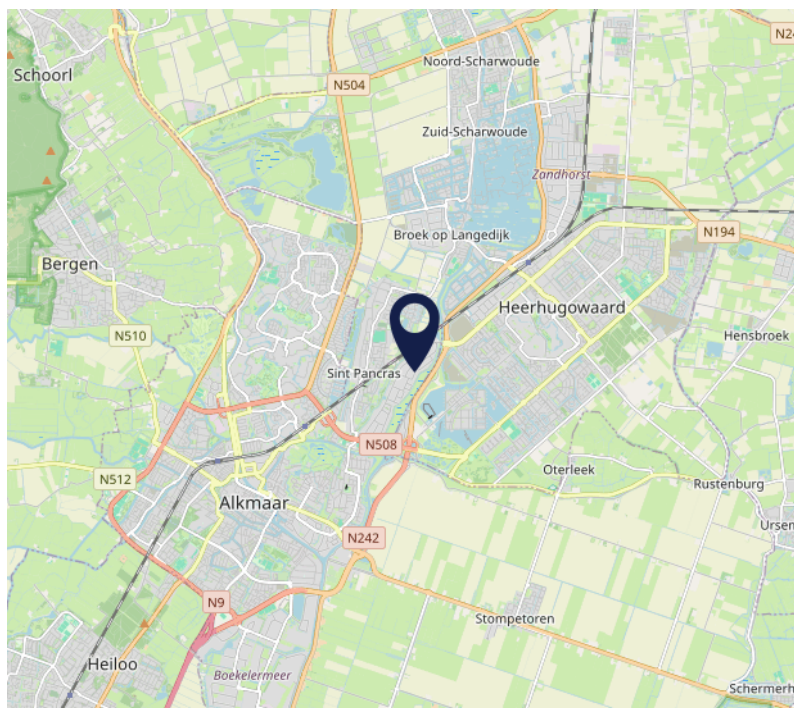 N24
Noord-Scharwoude
Schoorl
N504
Zuid-Scharwoude
Zandhorst
N194
Broek op Langedijk
Bergen
Heerhugowaard
N510
Hensbroek
Sint Pancras
N508
Oterleek
N512
Rustenburg
Alkmaar
Ursem
N242
N9
Stompetoren
Heiloo
Boekelermeer
Schermerh